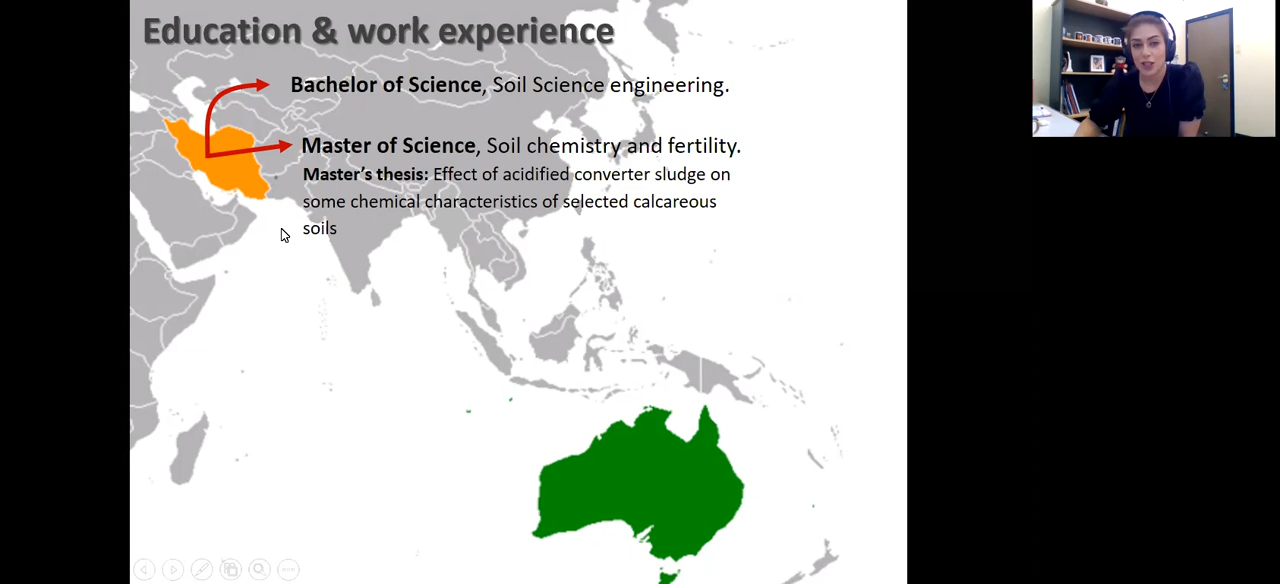 Education & work experience
Bachelor of Science, Soil Science engineering.
Master of Science, Soil chemistry and fertility.
Master's thesis: Effect of acidified converter sludge on
some chemical characteristics of selected calcareous
soils